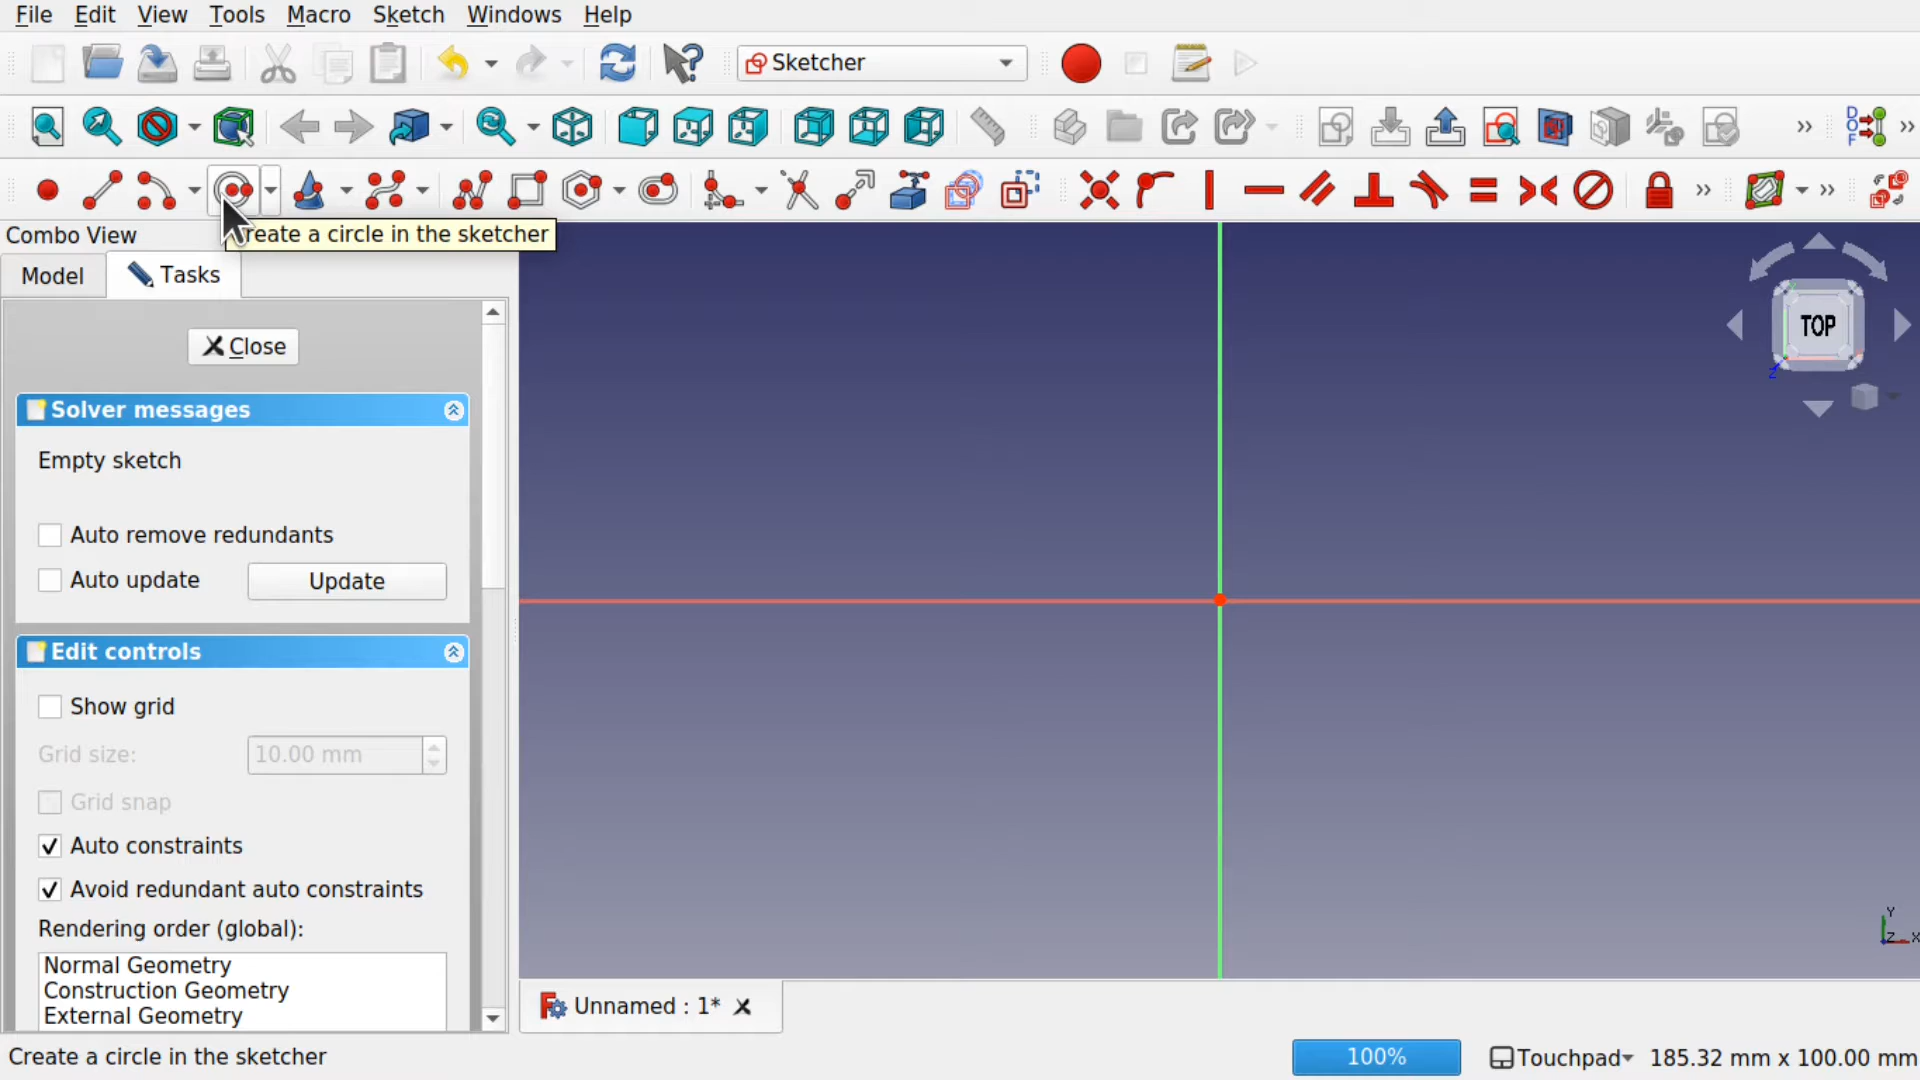 File Edit View Tools Macro Sketch Windows Help
Sketcher
DOF
Create a circle in the sketcher
Combo View
Model Tasks
TOP
Close
Solver messages
Empty sketch
Auto remove redundants
Auto update Update
Edit controls
Show grid
Grid size: 10.00 mm
Grid snap
Auto constraints
Avoid redundant auto constraints
Rendering order (global):
Normal Geometry
Construction Geometry
External Geometry
Y
Z X
Unnamed : 1*
Create a circle in the sketcher 100% Touchpad 185.32 mm x 100.00 mm